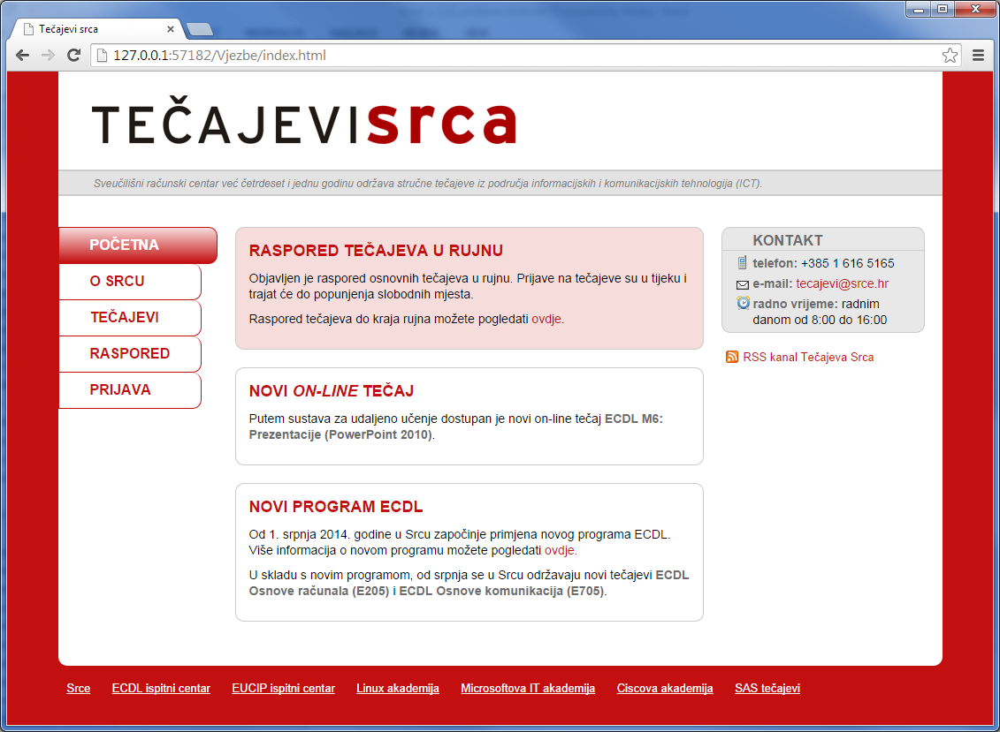 Tečajevi srca
127.0.0.1:57182/Vjezbe/index.html
TEČAJEVIsrca
Sveučilišni računski centar već četrdeset i jednu godinu održava stručne tečajeve iz područja informacijskih i komunikacijskih tehnologija (ICT).
POČETNA
O SRCU
TEČAJEVI
RASPORED
PRIJAVA
RASPORED TEČAJEVA U RUJNU
Objavljen je raspored osnovnih tečajeva u rujnu. Prijave na tečajeve su u tijeku i
trajat će do popunjenja slobodnih mjesta.
Raspored tečajeva do kraja rujna možete pogledati ovdje.
NOVI ON-LINE TEČAJ
Putem sustava za udaljeno učenje dostupan je novi on-line tečaj ECDL M6:
Prezentacije (PowerPoint 2010).
NOVI PROGRAM ECDL
Od 1. srpnja 2014. godine u Srcu započinje primjena novog programa ECDL.
Više informacija o novom programu možete pogledati ovdje.
U skladu s novim programom, od srpnja se u Srcu održavaju novi tečajevi ECDL
Osnove računala (E205) i ECDL Osnove komunikacija (E705).
KONTAKT
telefon: +385 1 616 5165
e-mail: tecajevi@srce.hr
radno vrijeme: radnim
danom od 8:00 do 16:00
RSS kanal Tečajeva Srca
Srce ECDL ispitni centar EUCIP ispitni centar Linux akademija Microsoftova IT akademija Ciscova akademija SAS tečajevi